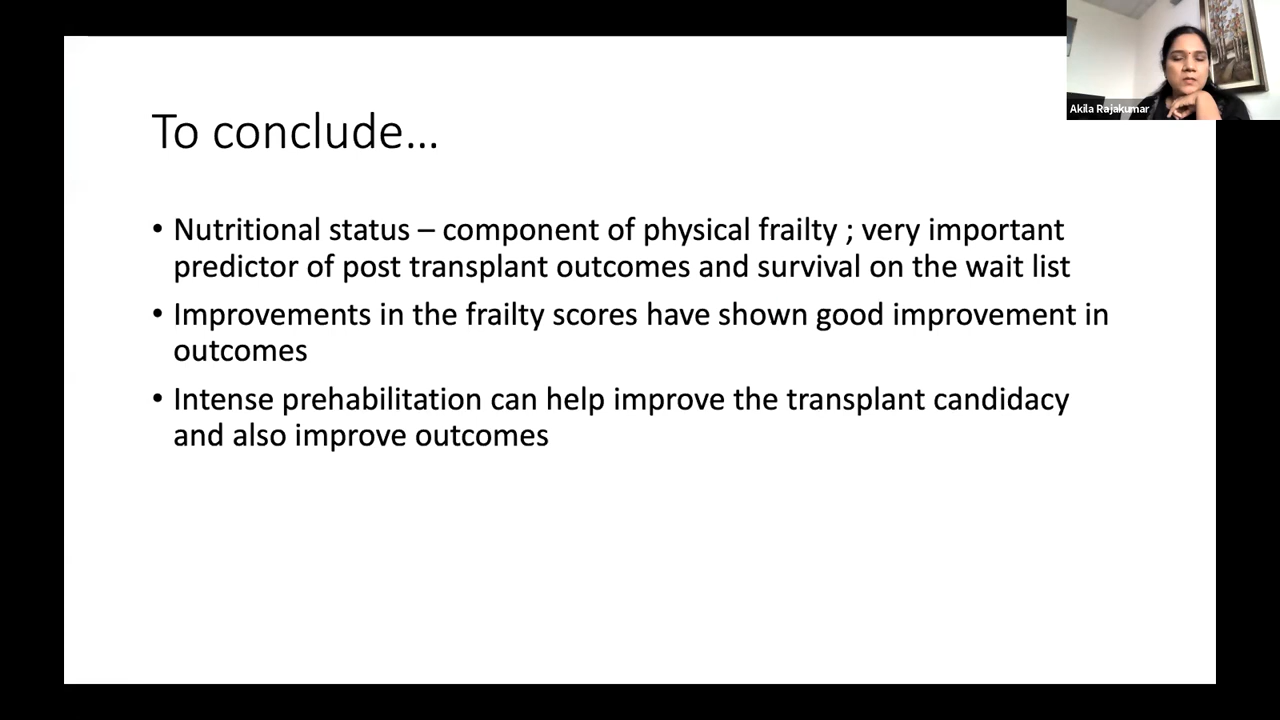 Akila Rajakumar
To conclude...
• Nutritional status – component of physical frailty ; very important
predictor of post transplant outcomes and survival on the wait list
• Improvements in the frailty scores have shown good improvement in
outcomes
• Intense prehabilitation can help improve the transplant candidacy
and also improve outcomes